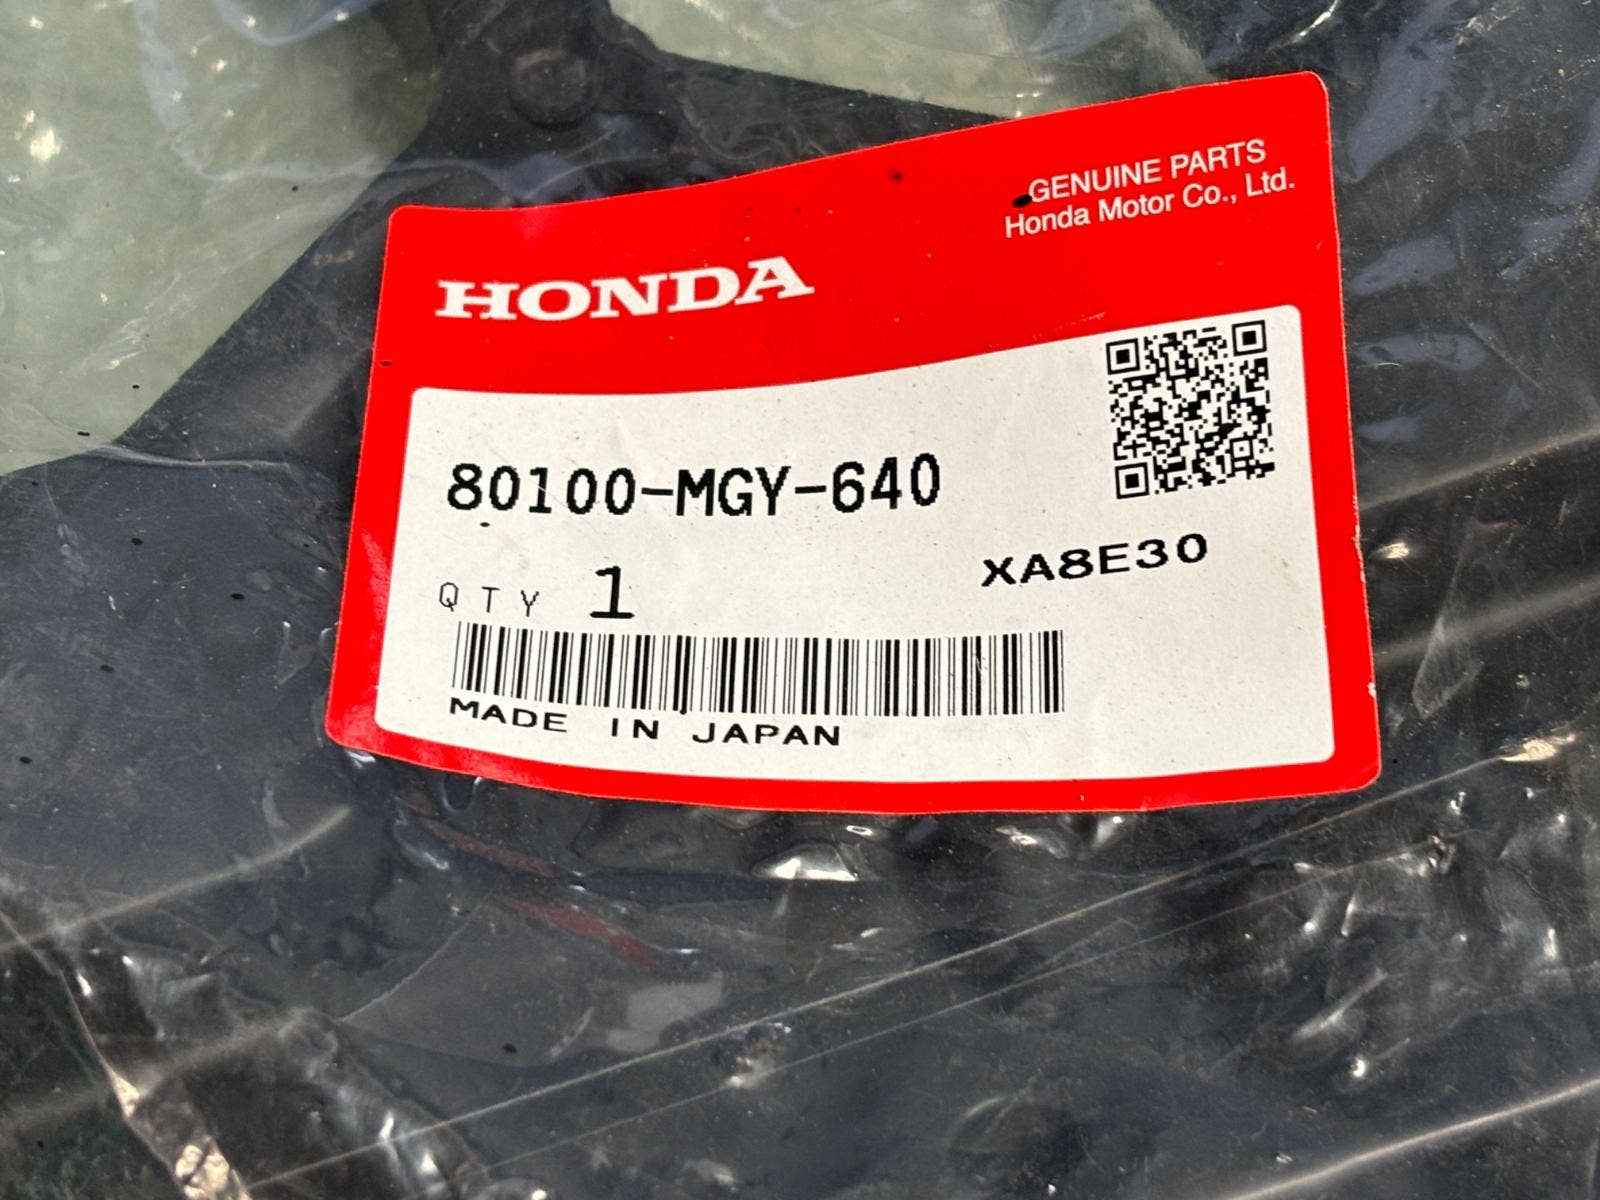 GENUINE PARTS
Honda Motor Co., Ltd.
HONDA
80100-MGY-640
XA8E30
QTY 1
MADE IN JAPAN